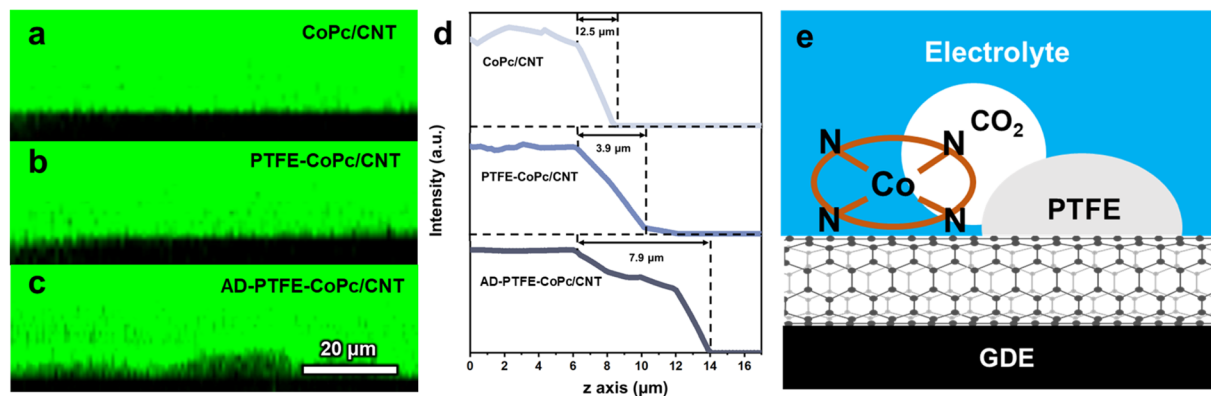 a
CoPc/CNT
b
PTFE-CoPc/CNT
c
AD-PTFE-CoPc/CNT
20 μm
d
Intensity (a.u.)
2.5 μm
CoPc/CNT
3.9 μm
PTFE-CoPc/CNT
7.9 μm
AD-PTFE-CoPc/CNT
0 2 4 6 8 10 12 14 16
z axis (μm)
e
Electrolyte
CO₂
N N
Co
N N
PTFE
GDE